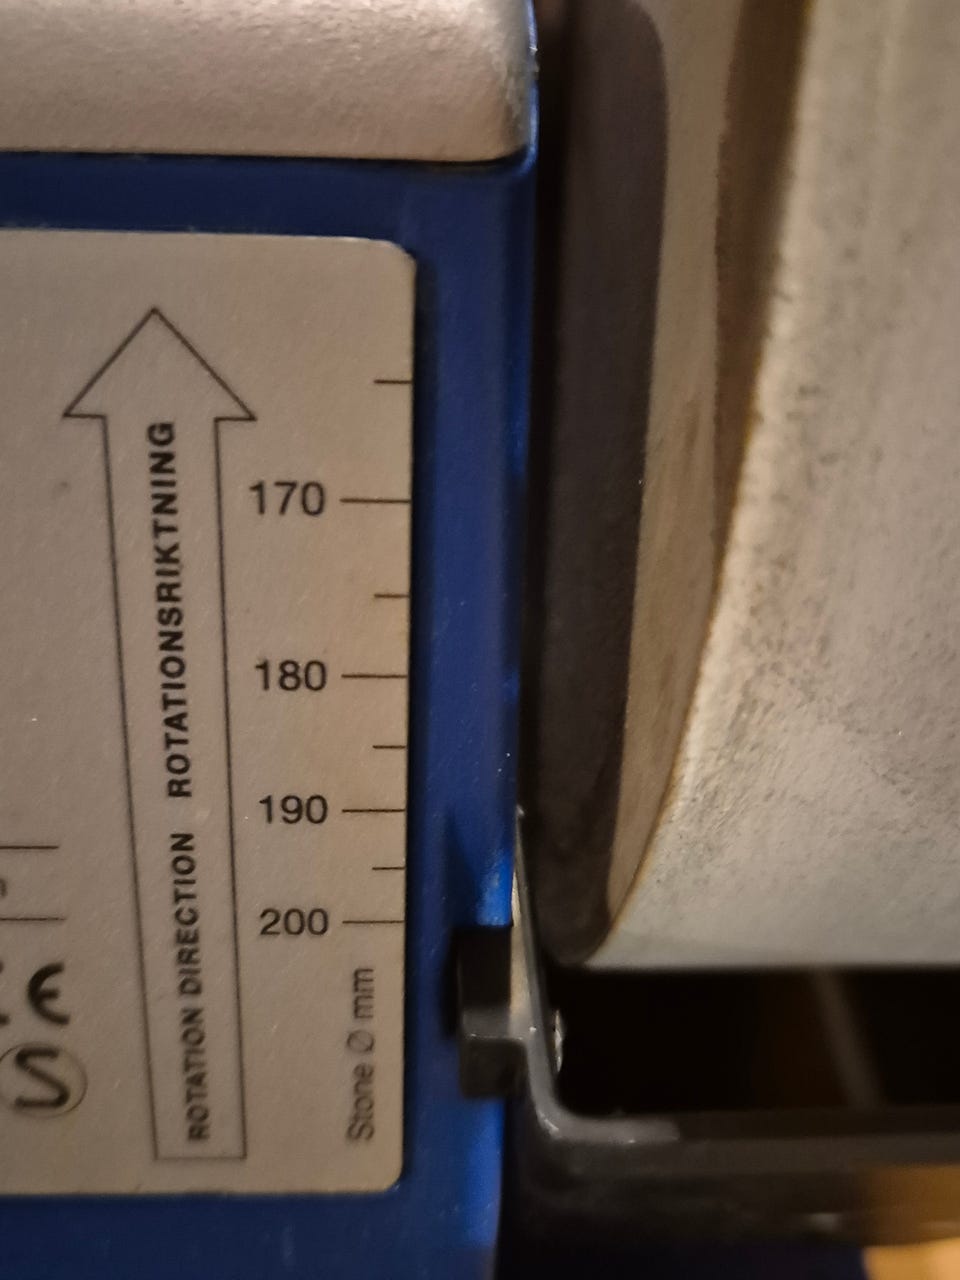 ROTATION DIRECTION ROTATIONSRIKTNING
170
180
190
200
Stone Ø mm